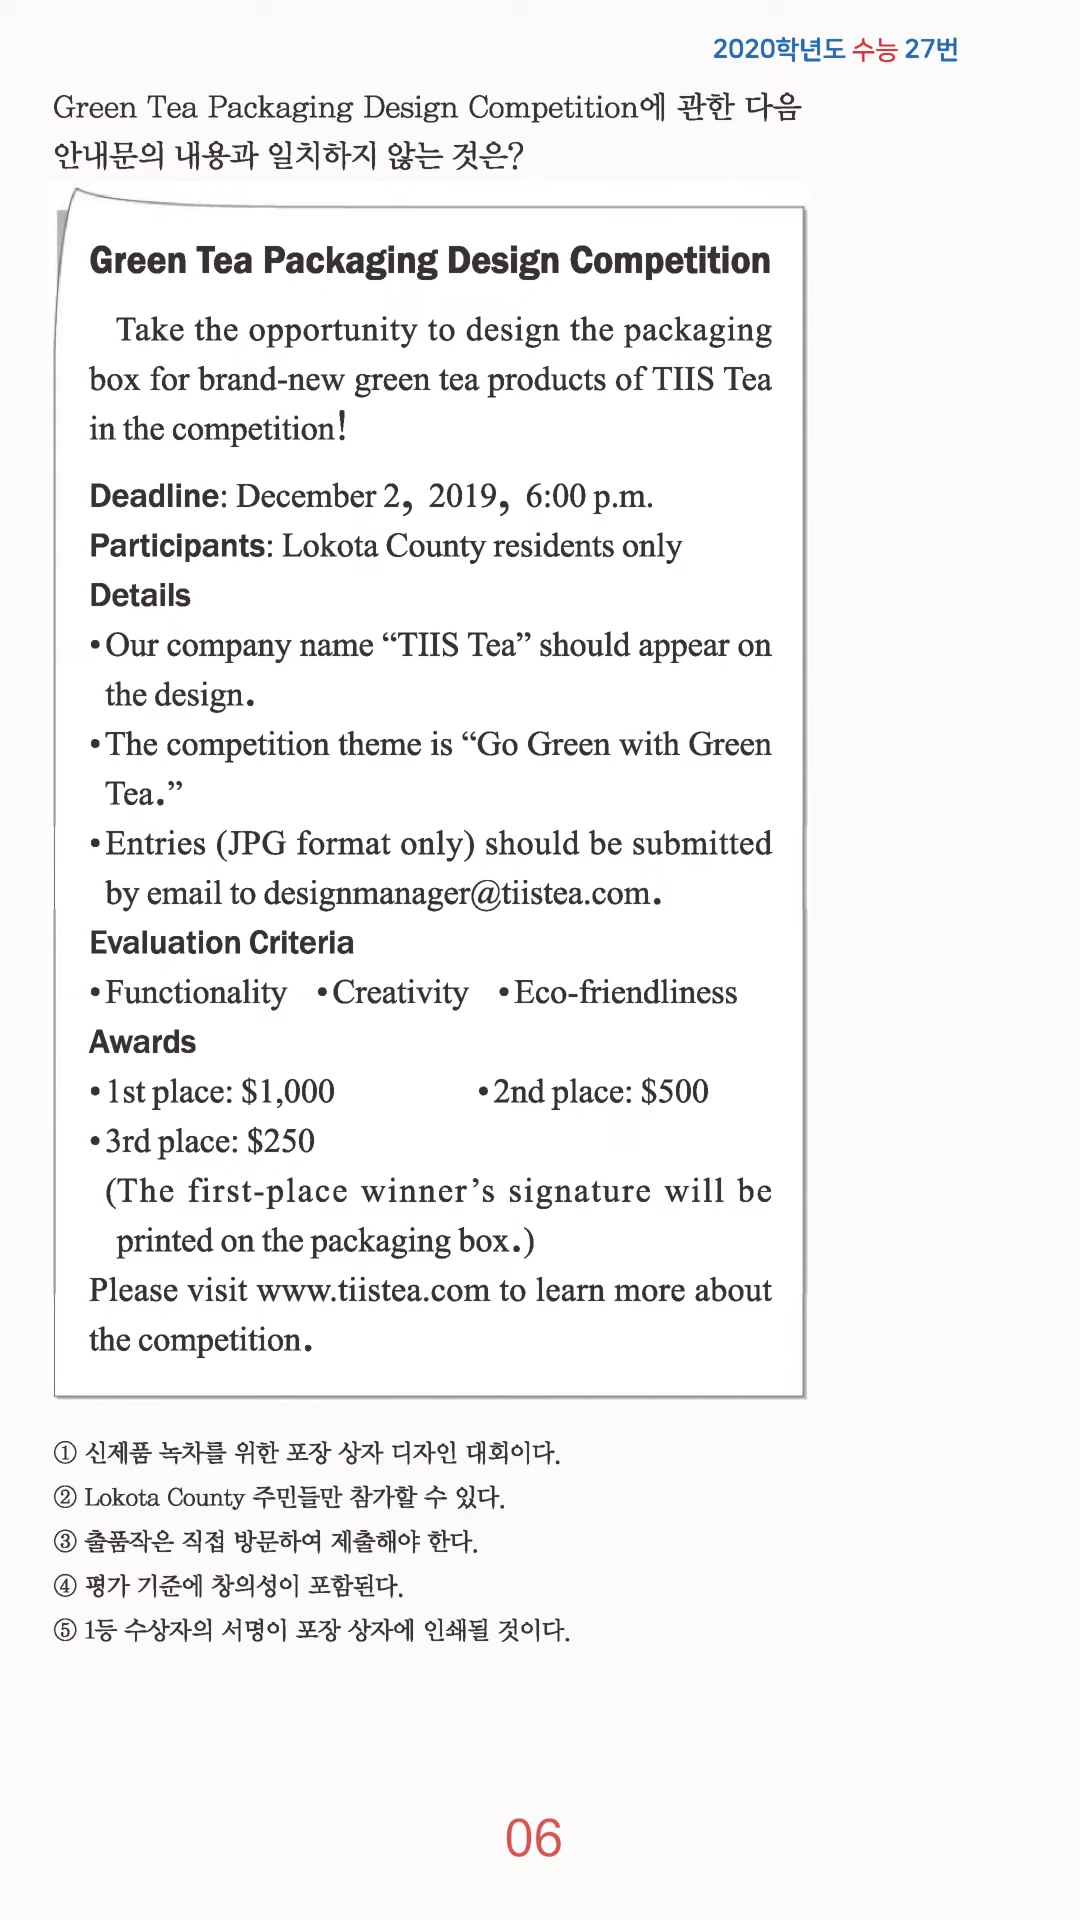 2020학년도 수능 27번
Green Tea Packaging Design Competition에 관한 다음
안내문의 내용과 일치하지 않는 것은?
Green Tea Packaging Design Competition
Take the opportunity to design the packaging
box for brand-new green tea products of TIIS Tea
in the competition!
Deadline: December 2, 2019, 6:00 p.m.
Participants: Lokota County residents only
Details
•Our company name “TIIS Tea” should appear on
the design.
•The competition theme is “Go Green with Green
Tea.”
•Entries (JPG format only) should be submitted
by email to designmanager@tiistea.com.
Evaluation Criteria
•Functionality •Creativity •Eco-friendliness
Awards
•1st place: $1,000 •2nd place: $500
•3rd place: $250
(The first-place winner’s signature will be
printed on the packaging box.)
Please visit www.tiistea.com to learn more about
the competition.
① 신제품 녹차를 위한 포장 상자 디자인 대회이다.
② Lokota County 주민들만 참가할 수 있다.
③ 출품작은 직접 방문하여 제출해야 한다.
④ 평가 기준에 창의성이 포함된다.
⑤ 1등 수상자의 서명이 포장 상자에 인쇄될 것이다.
06